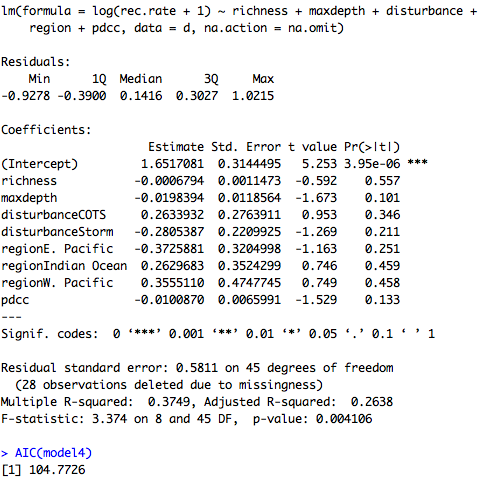 lm(formula = log(rec.rate + 1) ~ richness + maxdepth + disturbance +
    region + pdcc, data = d, na.action = na.omit)
Residuals:
    Min      1Q  Median      3Q     Max
-0.9278 -0.3900  0.1416  0.3027  1.0215
Coefficients:
                     Estimate Std. Error t value Pr(>|t|)
(Intercept)         1.6517081  0.3144495   5.253 3.95e-06 ***
richness           -0.0006794  0.0011473  -0.592    0.557
maxdepth           -0.0198394  0.0118564  -1.673    0.101
disturbanceCOTS     0.2633932  0.2763911   0.953    0.346
disturbanceStorm   -0.2805387  0.2209925  -1.269    0.211
regionE. Pacific   -0.3725881  0.3204998  -1.163    0.251
regionIndian Ocean  0.2629683  0.3524299   0.746    0.459
regionW. Pacific    0.3555110  0.4747745   0.749    0.458
pdcc               -0.0100870  0.0065991  -1.529    0.133
---
Signif. codes:  0 ‘***’ 0.001 ‘**’ 0.01 ‘*’ 0.05 ‘.’ 0.1 ‘ ’ 1
Residual standard error: 0.5811 on 45 degrees of freedom
  (28 observations deleted due to missingness)
Multiple R-squared:  0.3749, Adjusted R-squared:  0.2638
F-statistic: 3.374 on 8 and 45 DF,  p-value: 0.004106
> AIC(model4)
[1] 104.7726